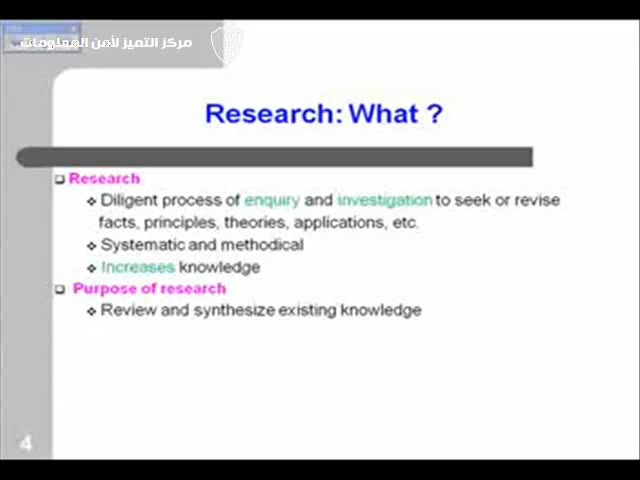 مركز التميز لأمن المعلومات
Research: What ?
Research
Diligent process of enquiry and investigation to seek or revise
facts, principles, theories, applications, etc.
Systematic and methodical
Increases knowledge
Purpose of research
Review and synthesize existing knowledge
4